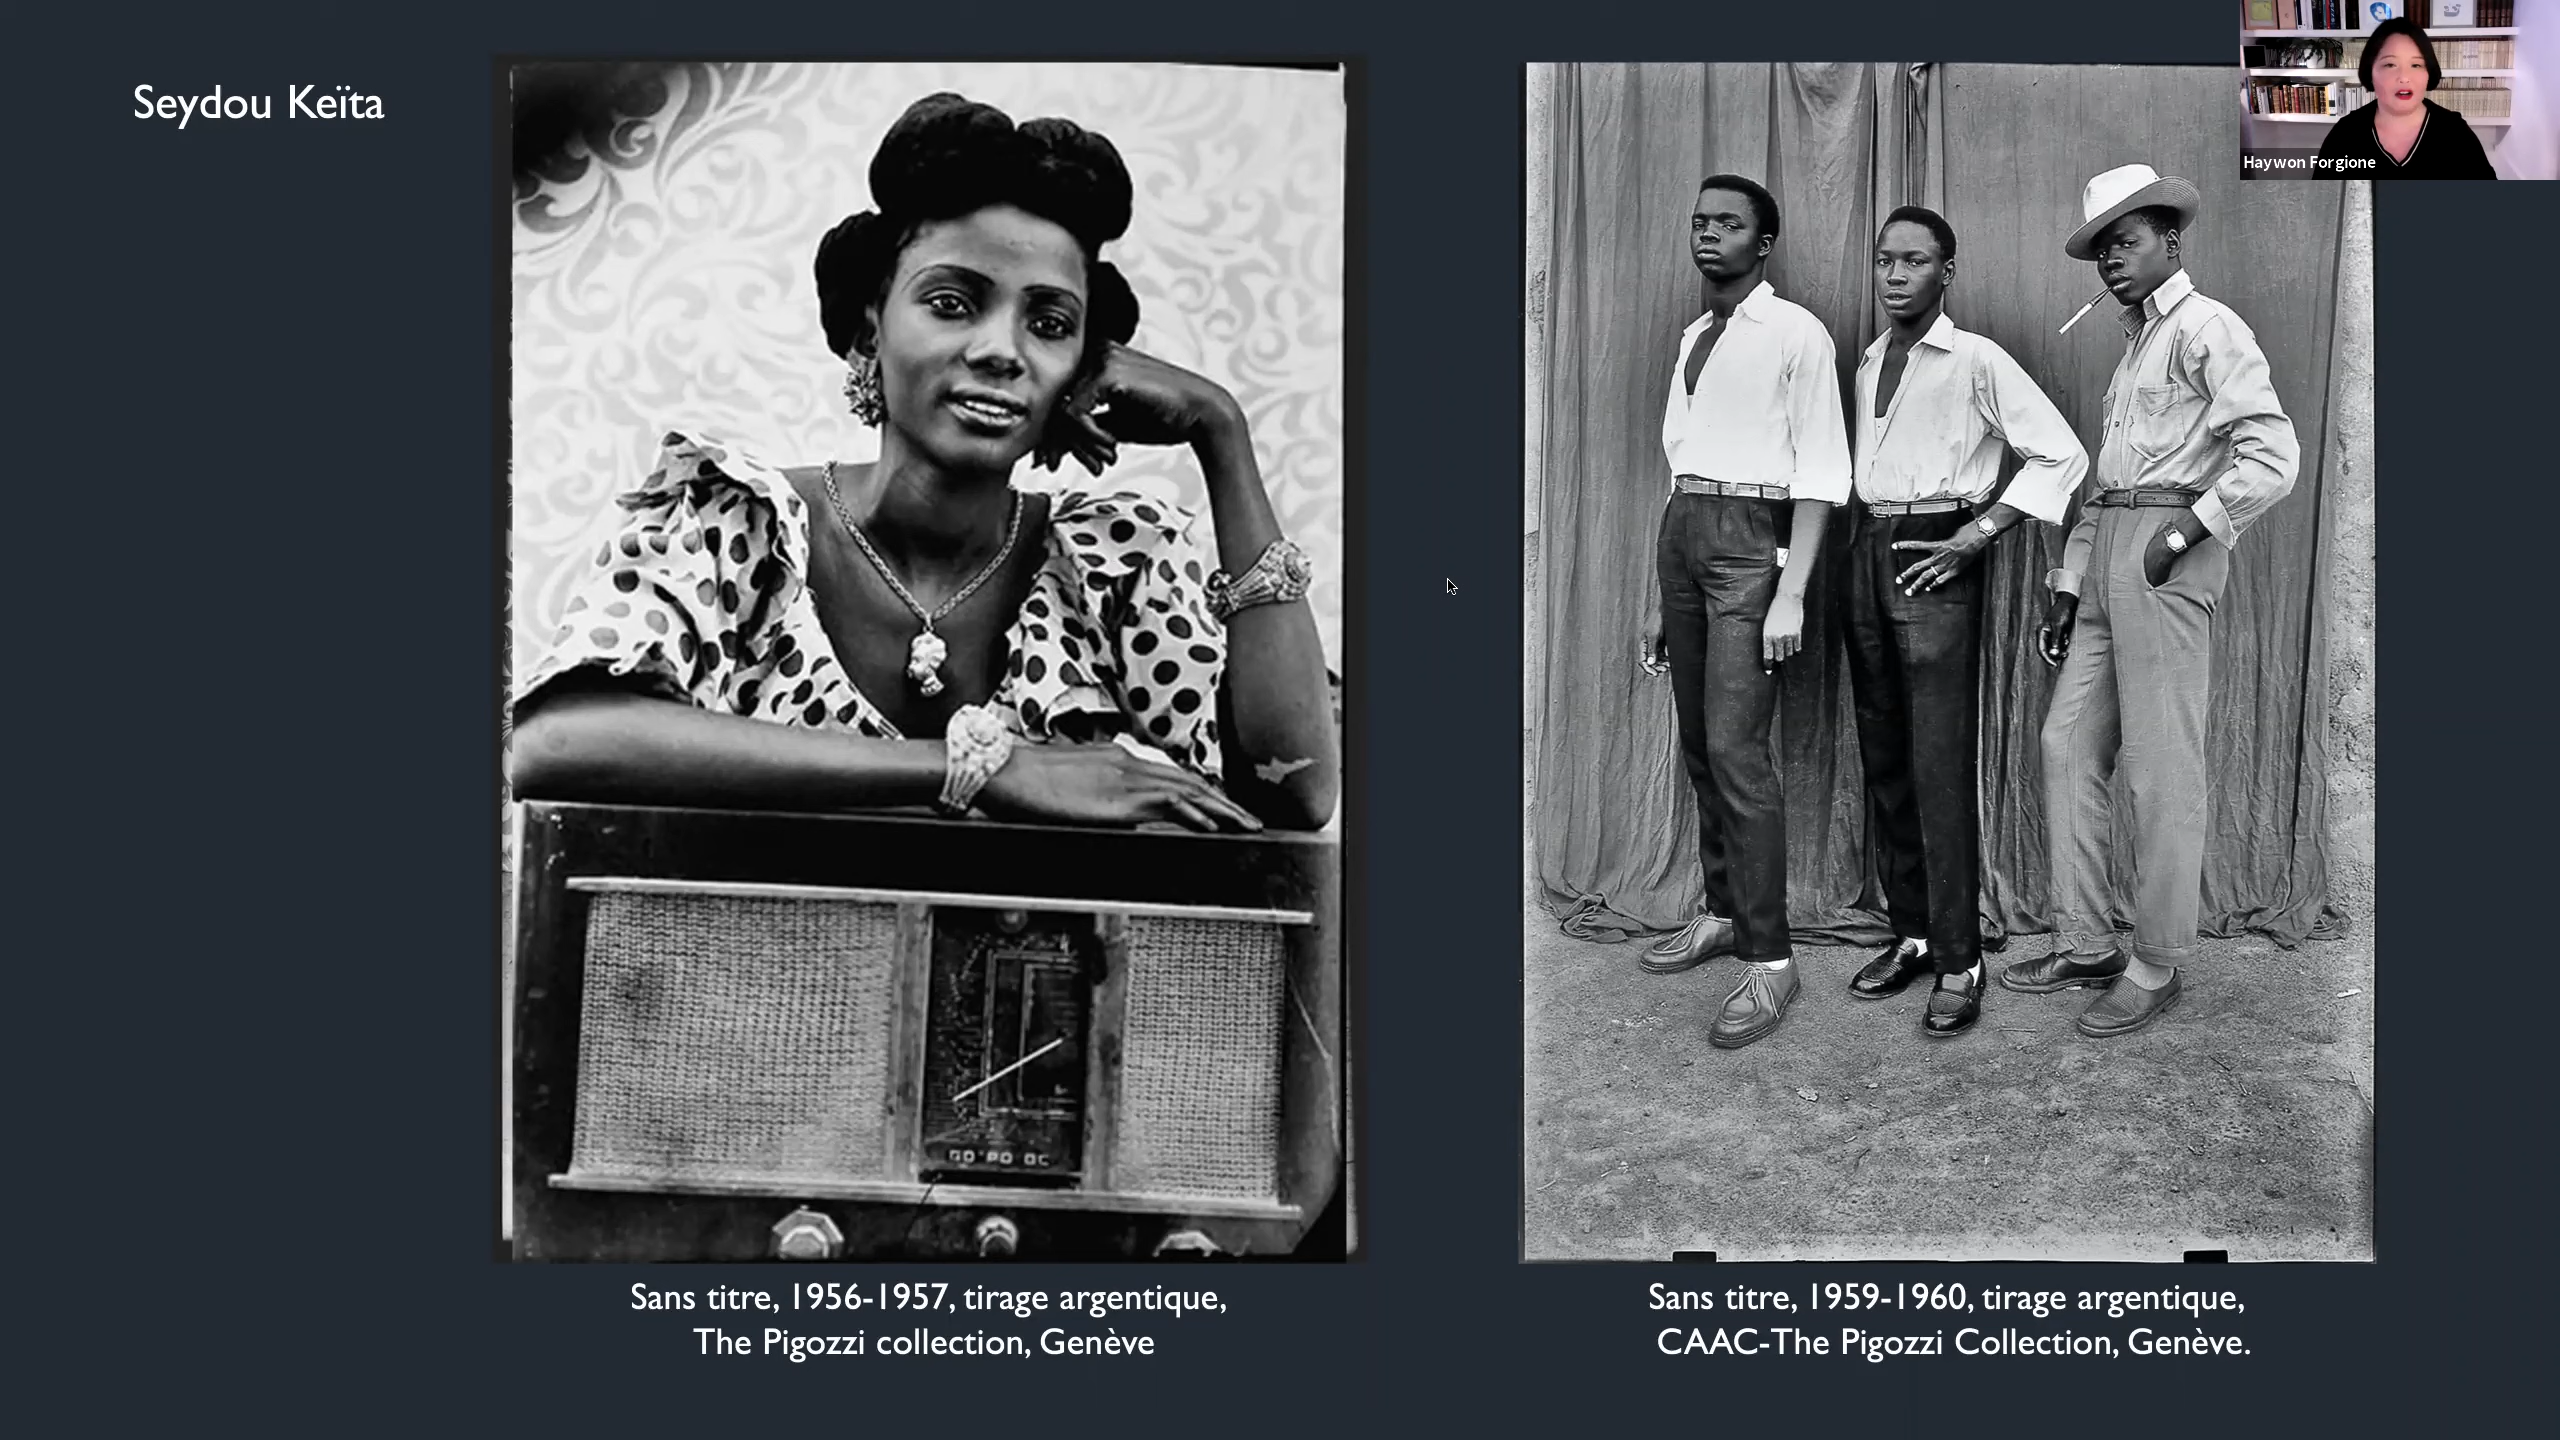 Seydou Keïta
Haywon Forgione
Sans titre, 1956-1957, tirage argentique,
The Pigozzi collection, Genève
Sans titre, 1959-1960, tirage argentique,
CAAC-The Pigozzi Collection, Genève.